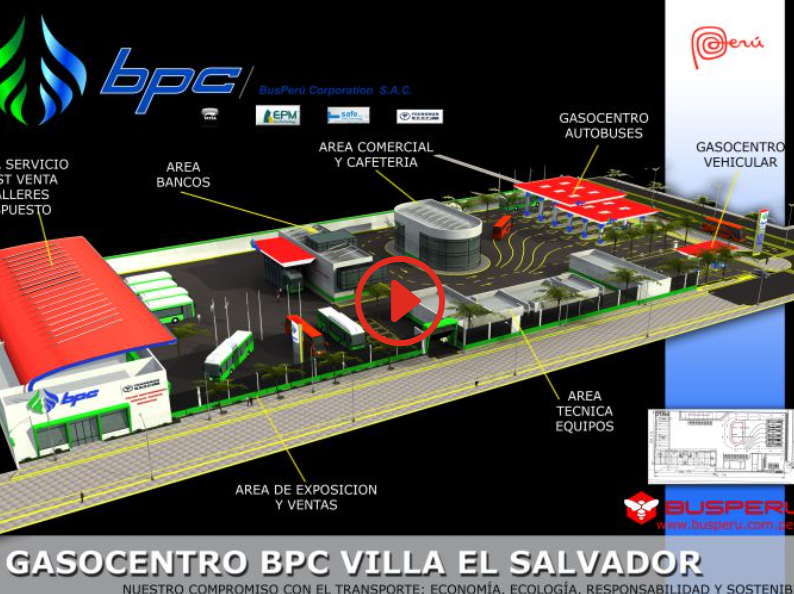 bpc
BusPerú Corporation S.A.C.
EPM
safe
Perú
GASOCENTRO
AUTOBUSES
AREA COMERCIAL
Y CAFETERIA
GASOCENTRO
VEHICULAR
SERVICIO
ST VENTA
ALLERES
PUESTO
AREA
BANCOS
bpc
AREA
TECNICA
EQUIPOS
AREA DE EXPOSICION
Y VENTAS
BUSPERU
www.busperu.com.pe
GASOCENTRO BPC VILLA EL SALVADOR
NUESTRO COMPROMISO CON EL TRANSPORTE: ECONOMÍA, ECOLOGÍA, RESPONSABILIDAD Y SOSTENIB